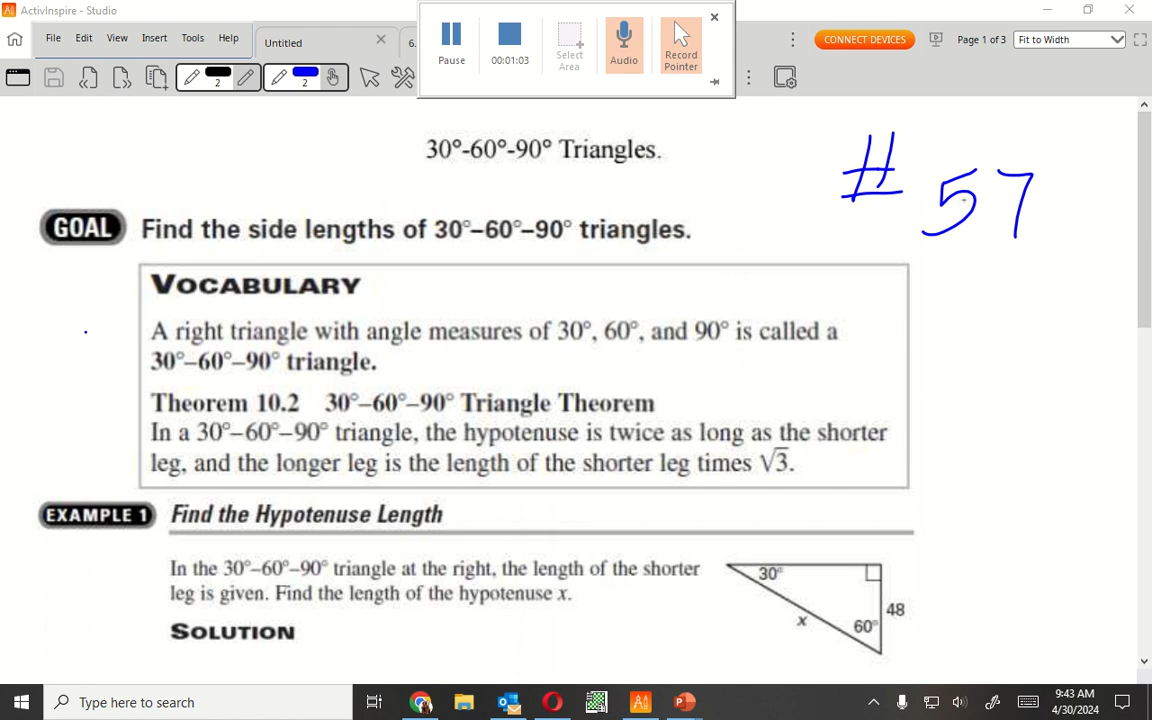 ActivInspire - Studio
File Edit View Insert Tools Help
Untitled
6.
Pause
00:01:03
Select Area
Audio
Record Pointer
CONNECT DEVICES
Page 1 of 3
Fit to Width
2
2
30°-60°-90° Triangles.
# 57
GOAL Find the side lengths of 30°–60°–90° triangles.
VOCABULARY
A right triangle with angle measures of 30°, 60°, and 90° is called a
30°–60°–90° triangle.
Theorem 10.2 30°–60°–90° Triangle Theorem
In a 30°–60°–90° triangle, the hypotenuse is twice as long as the shorter
leg, and the longer leg is the length of the shorter leg times √3.
EXAMPLE 1 Find the Hypotenuse Length
In the 30°–60°–90° triangle at the right, the length of the shorter
leg is given. Find the length of the hypotenuse x.
SOLUTION
30°
48
x
60°
Type here to search
9:43 AM
4/30/2024